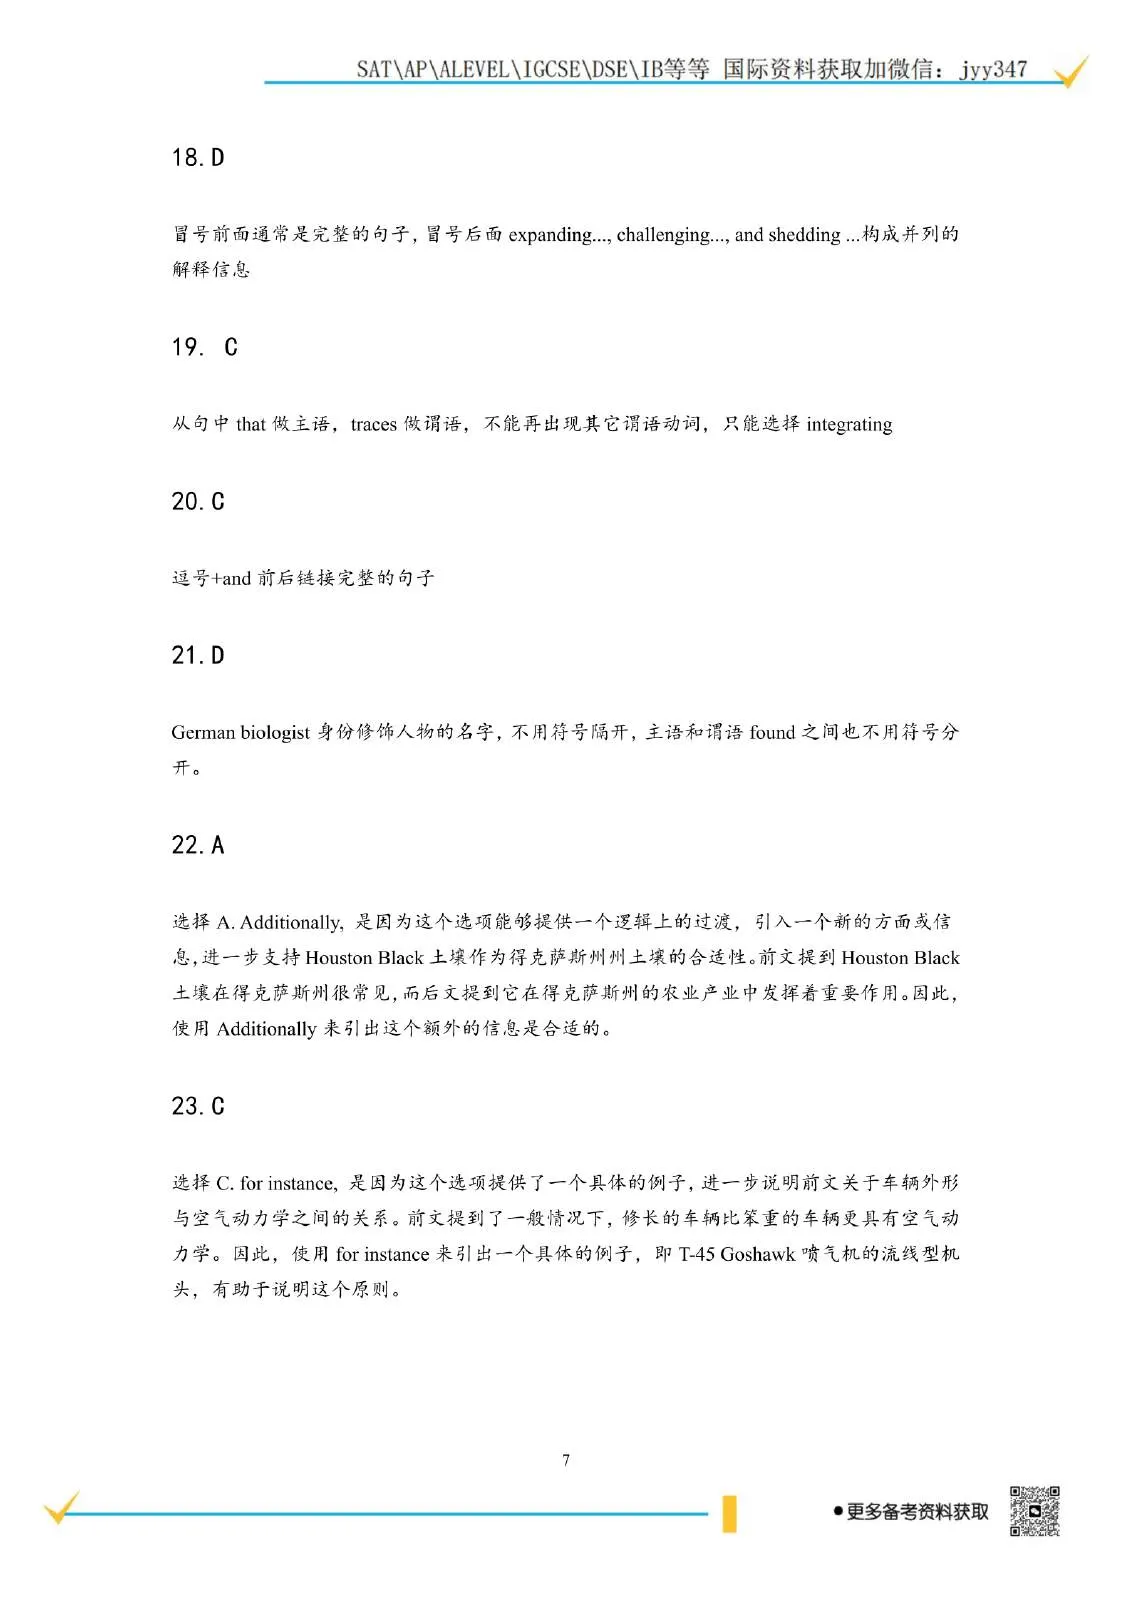 SAT\AP\ALEVEL\IGCSE\DSE\IB等等 国际资料获取加微信：jyy347
18.D
冒号前面通常是完整的句子，冒号后面 expanding..., challenging..., and shedding ...构成并列的
解释信息
19. C
从句中 that 做主语，traces 做谓语，不能再出现其它谓语动词，只能选择 integrating
20.C
逗号+and 前后链接完整的句子
21.D
German biologist 身份修饰人物的名字，不用符号隔开，主语和谓语 found 之间也不用符号分
开。
22.A
选择 A. Additionally, 是因为这个选项能够提供一个逻辑上的过渡，引入一个新的方面或信
息，进一步支持 Houston Black 土壤作为得克萨斯州州土壤的合适性。前文提到 Houston Black
土壤在得克萨斯州很常见，而后文提到它在得克萨斯州的农业产业中发挥着重要作用。因此，
使用 Additionally 来引出这个额外的信息是合适的。
23.C
选择 C. for instance, 是因为这个选项提供了一个具体的例子，进一步说明前文关于车辆外形
与空气动力学之间的关系。前文提到了一般情况下，修长的车辆比笨重的车辆更具有空气动
力学。因此，使用 for instance 来引出一个具体的例子，即 T-45 Goshawk 喷气机的流线型机
头，有助于说明这个原则。
7
●更多备考资料获取